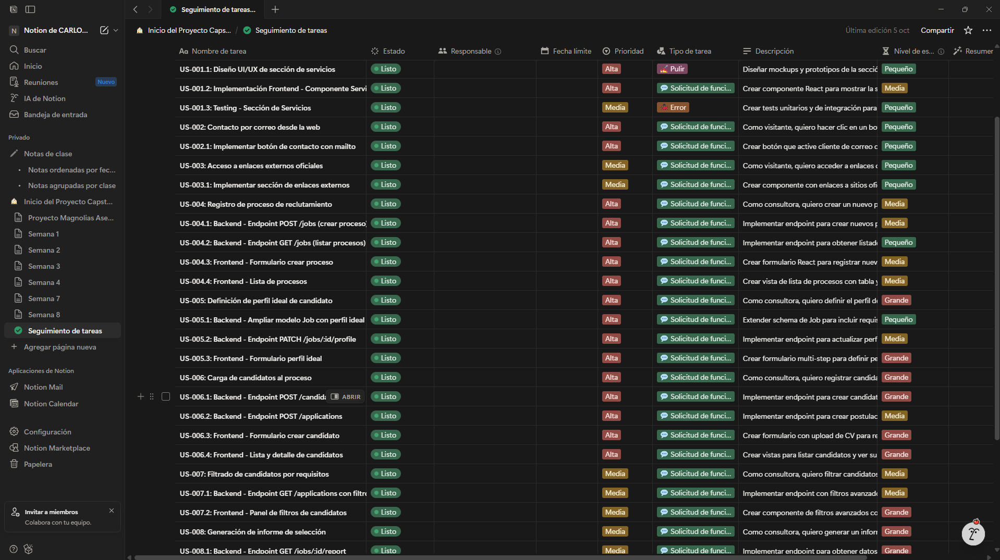 Seguimiento de tareas...
N Notion de CARLO...
Inicio del Proyecto Caps... / Seguimiento de tareas
Última edición 5 oct
Compartir
Buscar
Inicio
Reuniones Nuevo
IA de Notion
Bandeja de entrada
Privado
Notas de clase
• Notas ordenadas por fec...
• Notas agrupadas por clase
Inicio del Proyecto Capst...
Proyecto Magnolias Ase...
Semana 1
Semana 2
Semana 3
Semana 4
Semana 7
Semana 8
Seguimiento de tareas
Agregar página nueva
Aplicaciones de Notion
Notion Mail
Notion Calendar
Configuración
Notion Marketplace
Papelera
Invitar a miembros
Colabora con tu equipo.
Aa Nombre de tarea Estado Responsable Fecha límite Prioridad Tipo de tarea Descripción Nivel de es... Resumen
US-001.1: Diseño UI/UX de sección de servicios Listo Alta Pulir Diseñar mockups y prototipos de la secció Pequeño
US-001.2: Implementación Frontend - Componente Servi Listo Alta Solicitud de funci... Crear componente React para mostrar la s Media
US-001.3: Testing - Sección de Servicios Listo Media Error Crear tests unitarios y de integración para Pequeño
US-002: Contacto por correo desde la web Listo Alta Solicitud de funci... Como visitante, quiero hacer clic en un bo Pequeño
US-002.1: Implementar botón de contacto con mailto Listo Alta Solicitud de funci... Crear botón que active cliente de correo c Pequeño
US-003: Acceso a enlaces externos oficiales Listo Media Solicitud de funci... Como visitante, quiero acceder a enlaces Pequeño
US-003.1: Implementar sección de enlaces externos Listo Media Solicitud de funci... Crear componente con enlaces a sitios ofi Pequeño
US-004: Registro de proceso de reclutamiento Listo Alta Solicitud de funci... Como consultora, quiero crear un nuevo p Media
US-004.1: Backend - Endpoint POST /jobs (crear proceso) Listo Alta Solicitud de funci... Implementar endpoint para crear nuevos p Media
US-004.2: Backend - Endpoint GET /jobs (listar procesos) Listo Alta Solicitud de funci... Implementar endpoint para obtener listad Pequeño
US-004.3: Frontend - Formulario crear proceso Listo Alta Solicitud de funci... Crear formulario React para registrar nuev Media
US-004.4: Frontend - Lista de procesos Listo Alta Solicitud de funci... Crear vista de lista de procesos con tabla y Media
US-005: Definición de perfil ideal de candidato Listo Alta Solicitud de funci... Como consultora, quiero definir el perfil d Grande
US-005.1: Backend - Ampliar modelo Job con perfil ideal Listo Alta Solicitud de funci... Extender schema de Job para incluir requis Pequeño
US-005.2: Backend - Endpoint PATCH /jobs/:id/profile Listo Alta Solicitud de funci... Implementar endpoint para actualizar perf Media
US-005.3: Frontend - Formulario perfil ideal Listo Alta Solicitud de funci... Crear formulario multi-step para definir pe Grande
US-006: Carga de candidatos al proceso Listo Alta Solicitud de funci... Como consultora, quiero registrar candida Grande
US-006.1: Backend - Endpoint POST /candida ABRIR Listo Alta Solicitud de funci... Implementar endpoint para crear candidat Grande
US-006.2: Backend - Endpoint POST /applications Listo Alta Solicitud de funci... Implementar endpoint para crear postulac Media
US-006.3: Frontend - Formulario crear candidato Listo Alta Solicitud de funci... Crear formulario con upload de CV para re Grande
US-006.4: Frontend - Lista y detalle de candidatos Listo Alta Solicitud de funci... Crear vistas para listar candidatos y ver su Grande
US-007: Filtrado de candidatos por requisitos Listo Media Solicitud de funci... Como consultora, quiero filtrar candidatos Media
US-007.1: Backend - Endpoint GET /applications con filtro Listo Media Solicitud de funci... Implementar endpoint con filtros avanzado Media
US-007.2: Frontend - Panel de filtros de candidatos Listo Media Solicitud de funci... Crear componente de filtros avanzados co Grande
US-008: Generación de informe de selección Listo Media Solicitud de funci... Como consultora, quiero generar un inforr Grande
US-008.1: Backend - Endpoint GET /jobs/:id/report Listo Media Solicitud de funci... Implementar endpoint para obtener datos Grande